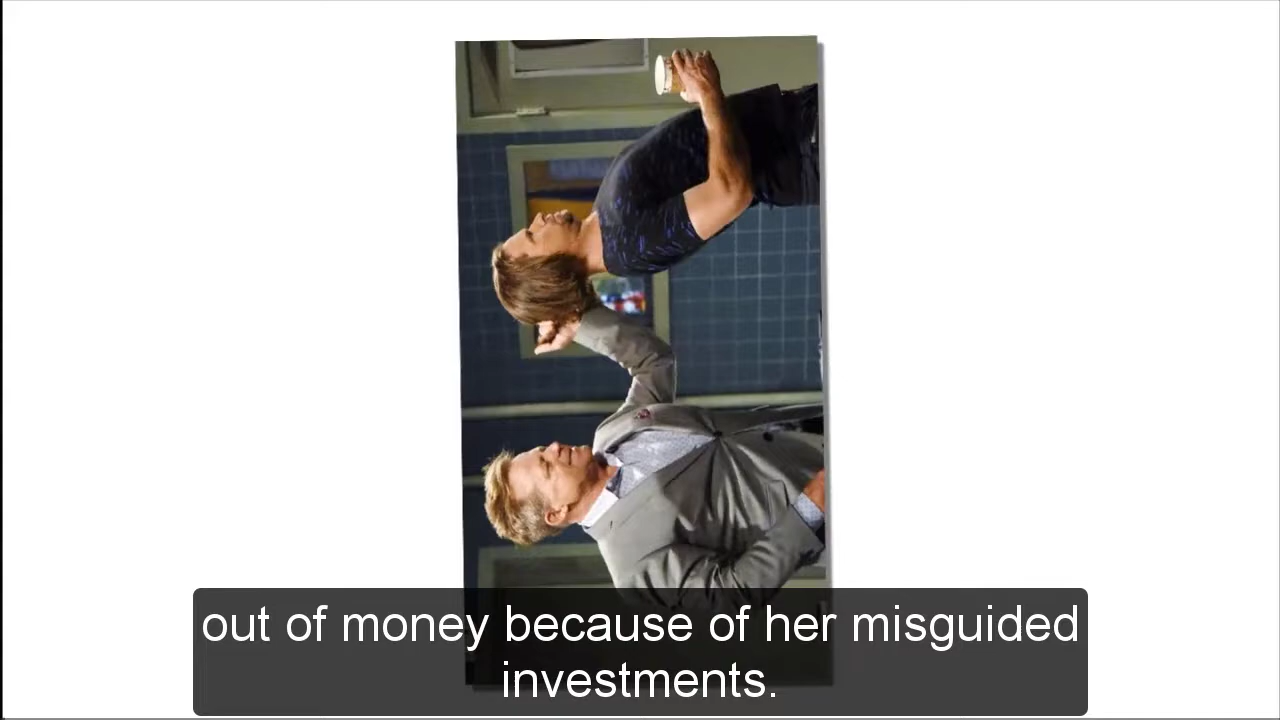 out of money because of her misguided
investments.